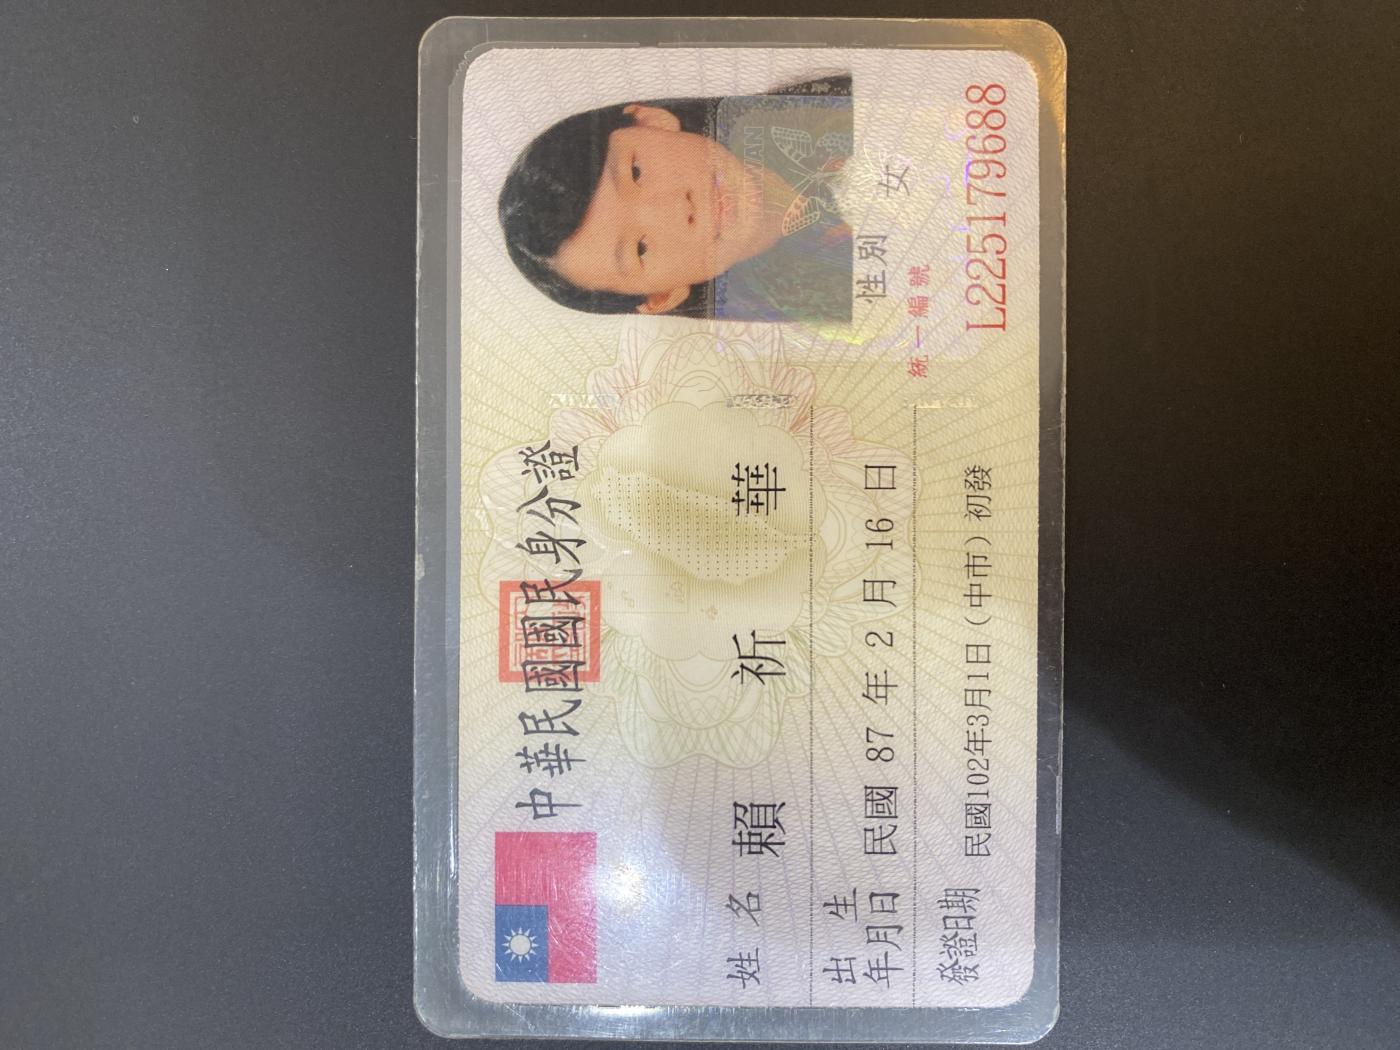 中華民國國民身分證
姓名 賴祈華
出生年月日 民國 87 年 2 月 16 日
性別 女
發證日期 民國102年3月1日(中市)初發
統一編號
L225179688
TAIWAN